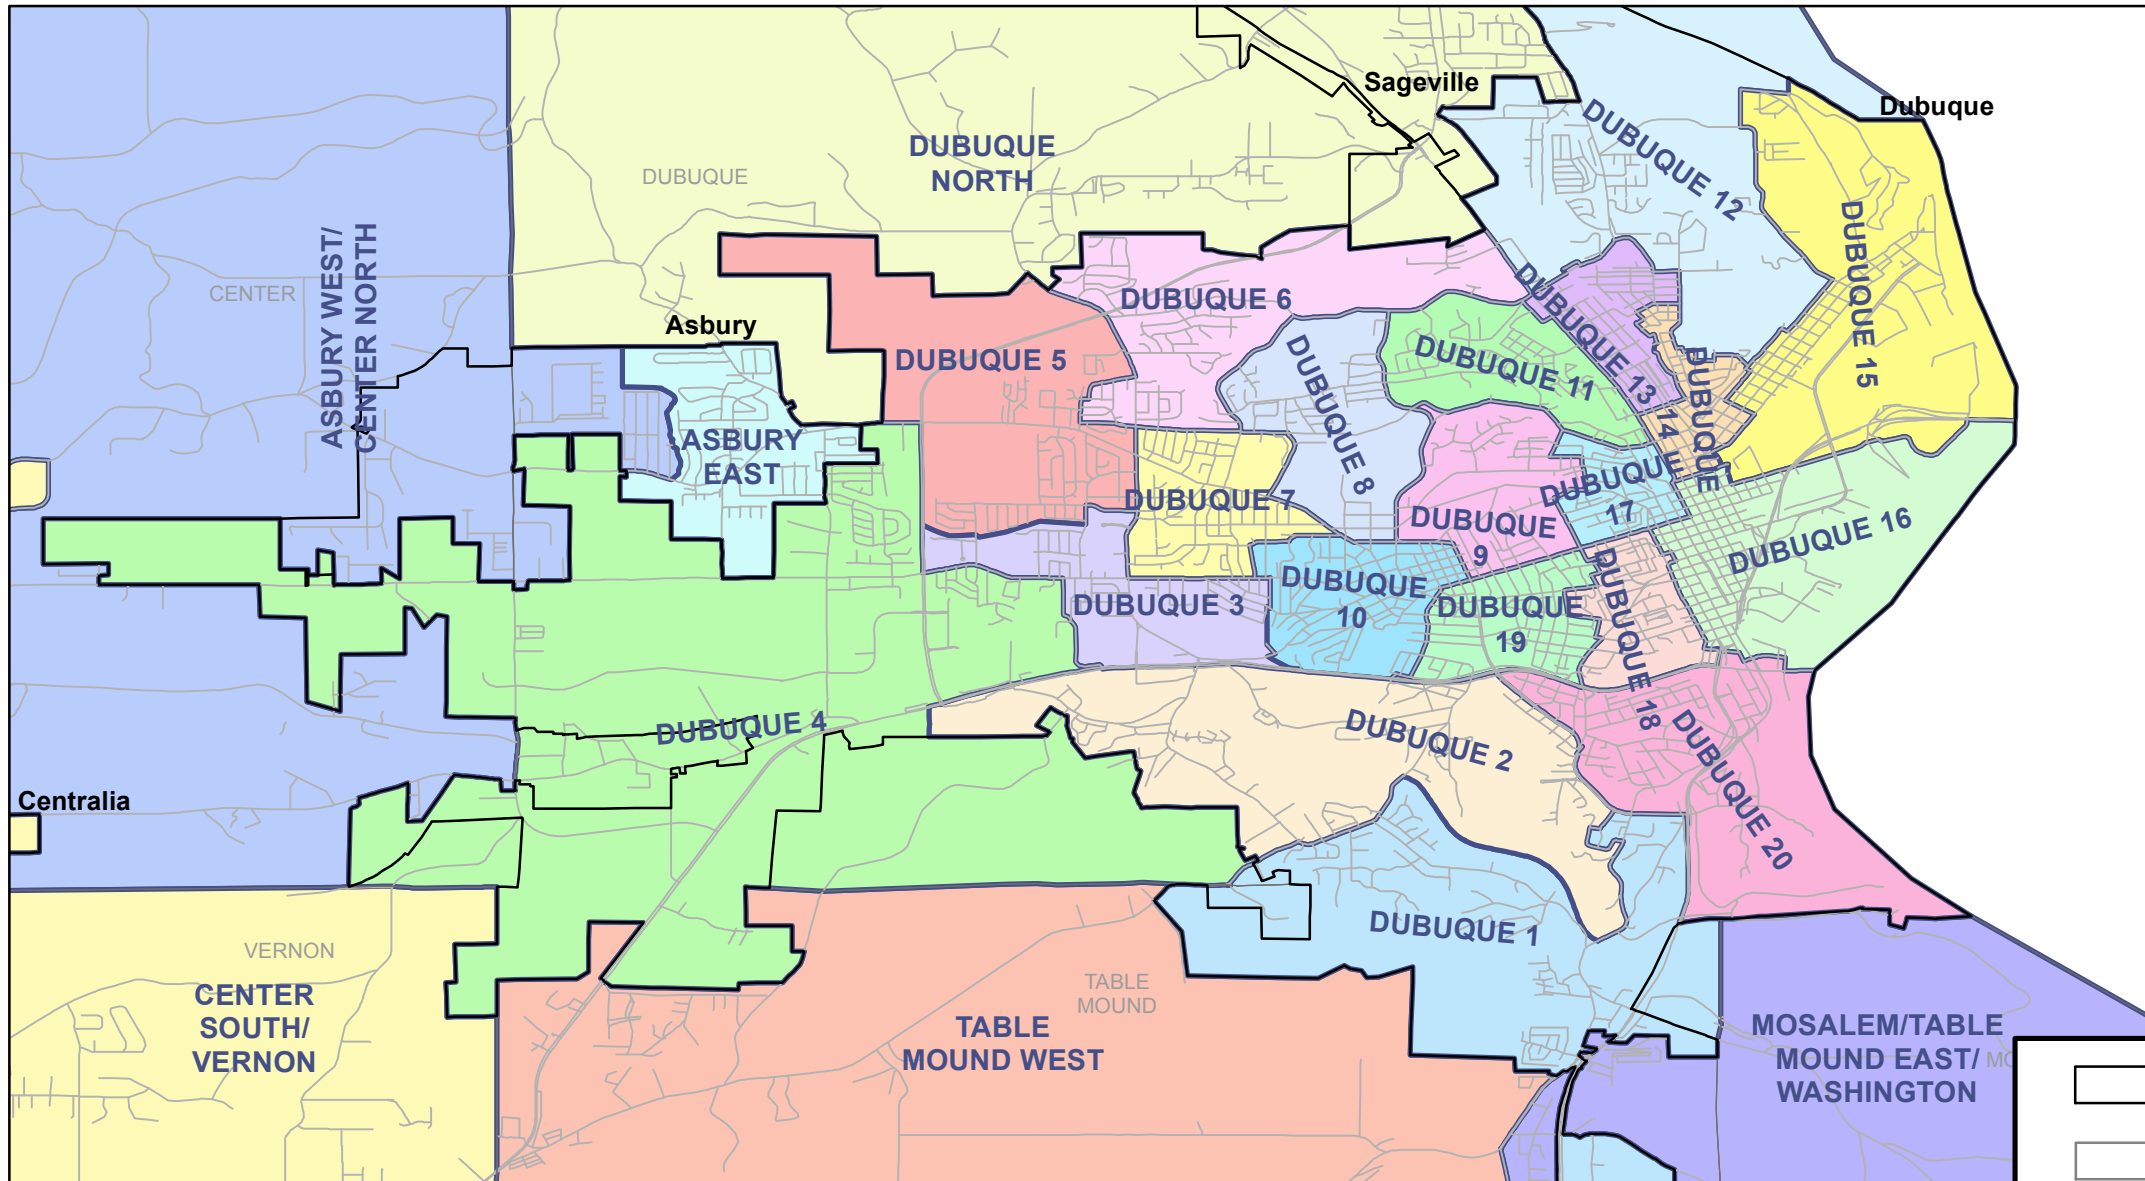 Sageville
Dubuque
DUBUQUE 12
DUBUQUE
NORTH
DUBUQUE
ASBURY WEST/
CENTER NORTH
CENTER
DUBUQUE 15
DUBUQUE 6
DUBUQUE 13
Asbury
DUBUQUE 5
DUBUQUE 8
DUBUQUE 11
DUBUQUE
14
ASBURY
EAST
DUBUQUE 7
DUBUQUE
17
DUBUQUE
9
DUBUQUE 16
DUBUQUE 3
DUBUQUE
10
DUBUQUE
19
DUBUQUE 18
DUBUQUE 4
DUBUQUE 2
DUBUQUE 20
Centralia
DUBUQUE 1
VERNON
CENTER
SOUTH/
VERNON
TABLE
MOUND
TABLE
MOUND WEST
MOSALEM/TABLE
MOUND EAST/
WASHINGTON